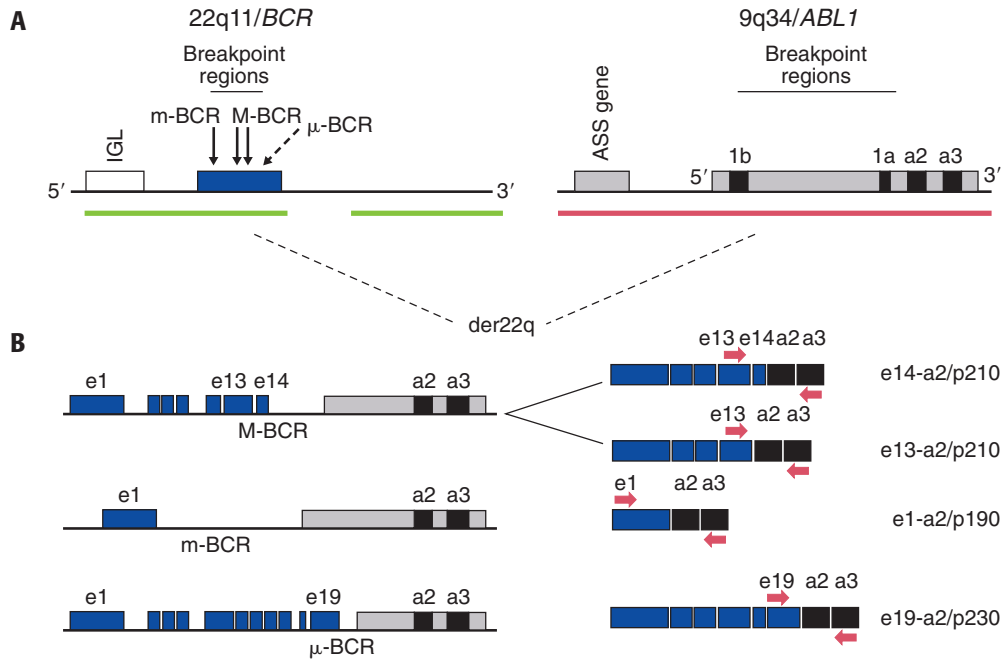 A
22q11/BCR
9q34/ABL1
Breakpoint
regions
Breakpoint
regions
m-BCR
M-BCR
μ-BCR
IGL
ASS gene
1b
1a
a2
a3
5′
3′
5′
3′
der22q
B
e1
e13
e14
a2
a3
M-BCR
e13 e14 a2 a3
e14-a2/p210
e13
a2
a3
e13-a2/p210
e1
a2
a3
m-BCR
e1
a2 a3
e1-a2/p190
e1
e19
a2
a3
μ-BCR
e19
a2
a3
e19-a2/p230